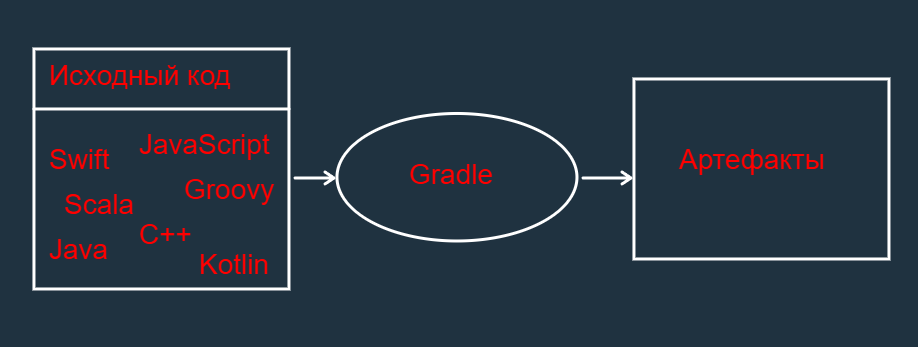 Исходный код
JavaScript
Swift
Groovy
Scala
C++
Java
Kotlin
Gradle
Артефакты